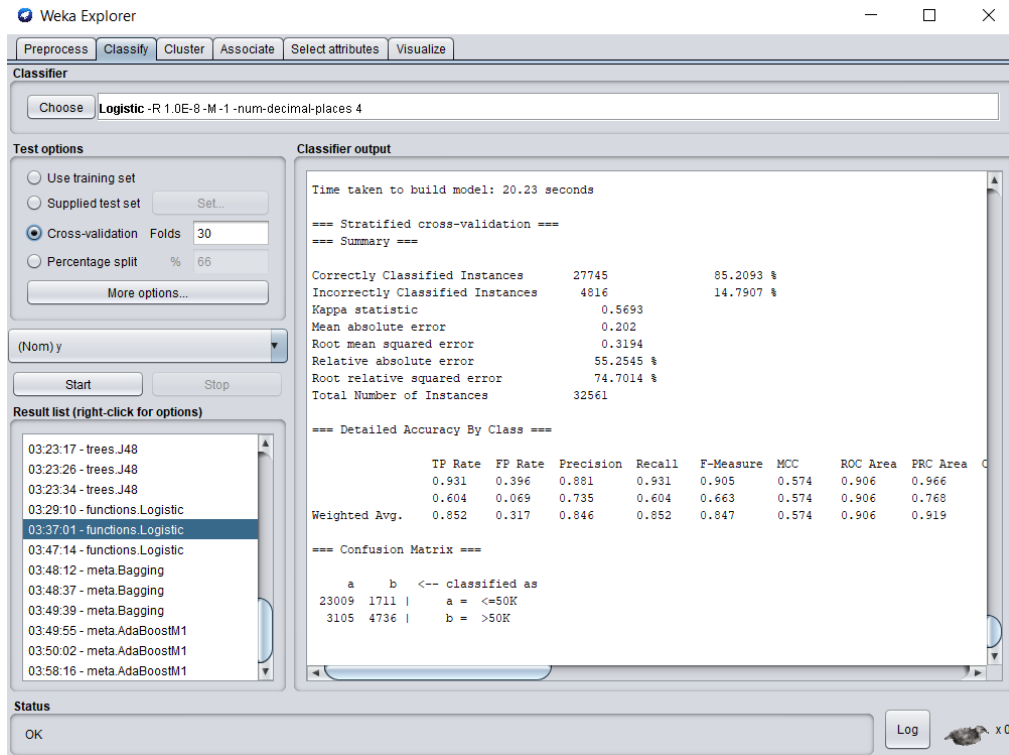 Weka Explorer
Preprocess Classify Cluster Associate Select attributes Visualize
Classifier
Choose Logistic -R 1.0E-8 -M -1 -num-decimal-places 4
Test options
Use training set
Supplied test set Set...
Cross-validation Folds 30
Percentage split % 66
More options...
(Nom) y
Start Stop
Result list (right-click for options)
03:23:17 - trees.J48
03:23:26 - trees.J48
03:23:34 - trees.J48
03:29:10 - functions.Logistic
03:37:01 - functions.Logistic
03:47:14 - functions.Logistic
03:48:12 - meta.Bagging
03:48:37 - meta.Bagging
03:49:39 - meta.Bagging
03:49:55 - meta.AdaBoostM1
03:50:02 - meta.AdaBoostM1
03:58:16 - meta.AdaBoostM1
Classifier output
Time taken to build model: 20.23 seconds
=== Stratified cross-validation ===
=== Summary ===
Correctly Classified Instances 27745 85.2093 %
Incorrectly Classified Instances 4816 14.7907 %
Kappa statistic 0.5693
Mean absolute error 0.202
Root mean squared error 0.3194
Relative absolute error 55.2545 %
Root relative squared error 74.7014 %
Total Number of Instances 32561
=== Detailed Accuracy By Class ===
TP Rate FP Rate Precision Recall F-Measure MCC ROC Area PRC Area C
0.931 0.396 0.881 0.931 0.905 0.574 0.906 0.966
0.604 0.069 0.735 0.604 0.663 0.574 0.906 0.768
Weighted Avg. 0.852 0.317 0.846 0.852 0.847 0.574 0.906 0.919
=== Confusion Matrix ===
a b <-- classified as
23009 1711 | a = <=50K
3105 4736 | b = >50K
Status
OK
Log x 0